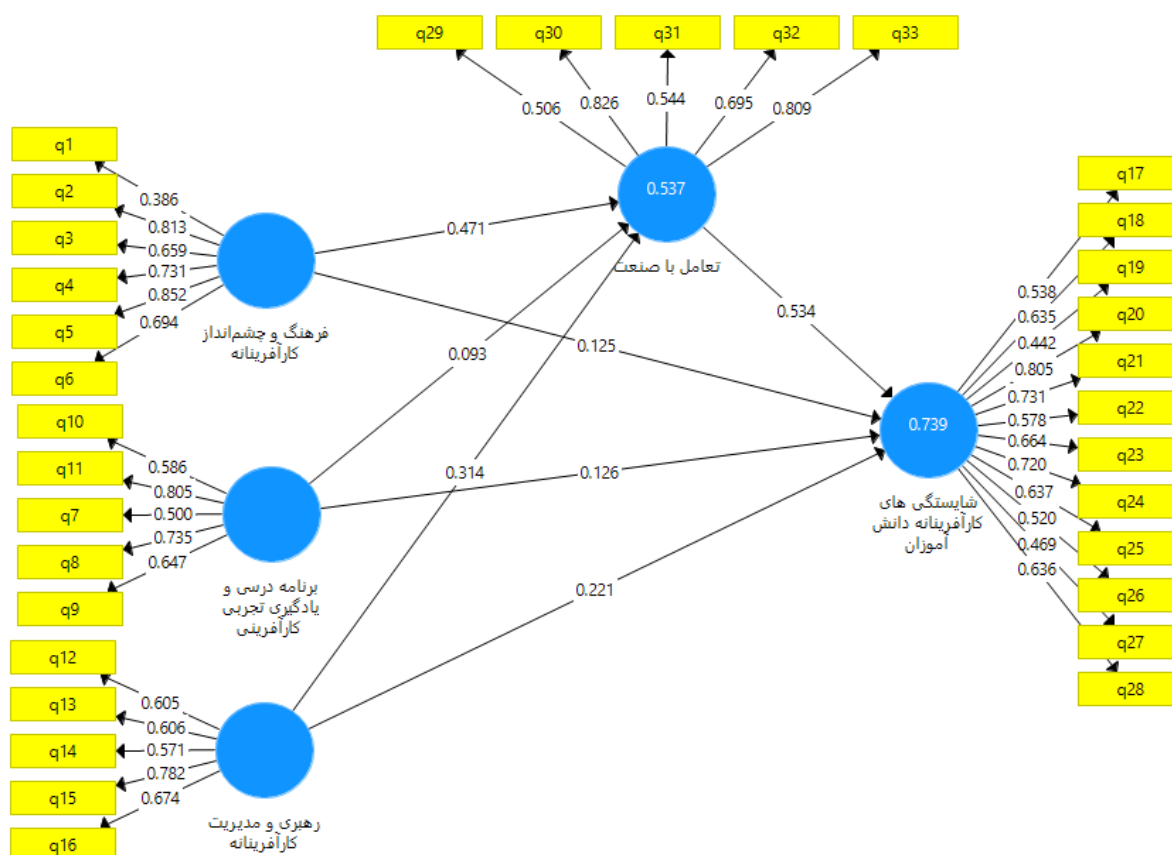 q29
q30
q31
q32
q33
0.506
0.826
0.544
0.695
0.809
0.537
تعامل با صنعت
q1
q2
q3
q4
q5
q6
0.386
0.813
0.659
0.731
0.852
0.694
فرهنگ و چشم‌انداز
کارآفرینانه
0.471
0.125
0.534
0.093
0.314
0.126
0.221
q10
q11
q7
q8
q9
0.586
0.805
0.500
0.735
0.647
برنامه درسی و
یادگیری تجربی
کارآفرینی
q12
q13
q14
q15
q16
0.605
0.606
0.571
0.782
0.674
رهبری و مدیریت
کارآفرینانه
0.739
شایستگی های
کارآفرینانه دانش
آموزان
0.538
0.635
0.442
0.805
0.731
0.578
0.664
0.720
0.637
0.520
0.469
0.636
q17
q18
q19
q20
q21
q22
q23
q24
q25
q26
q27
q28